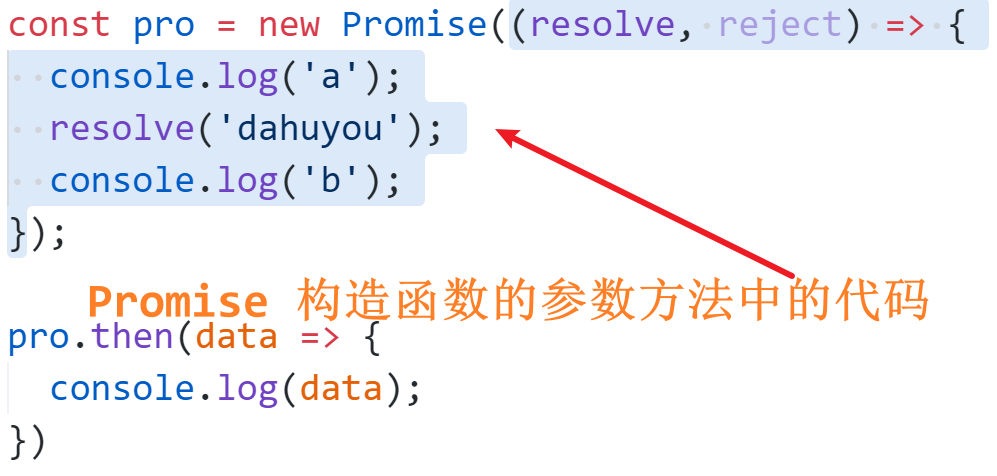 const pro = new Promise((resolve, reject) => {
  console.log('a');
  resolve('dahuyou');
  console.log('b');
});
Promise 构造函数的参数方法中的代码
pro.then(data => {
  console.log(data);
})